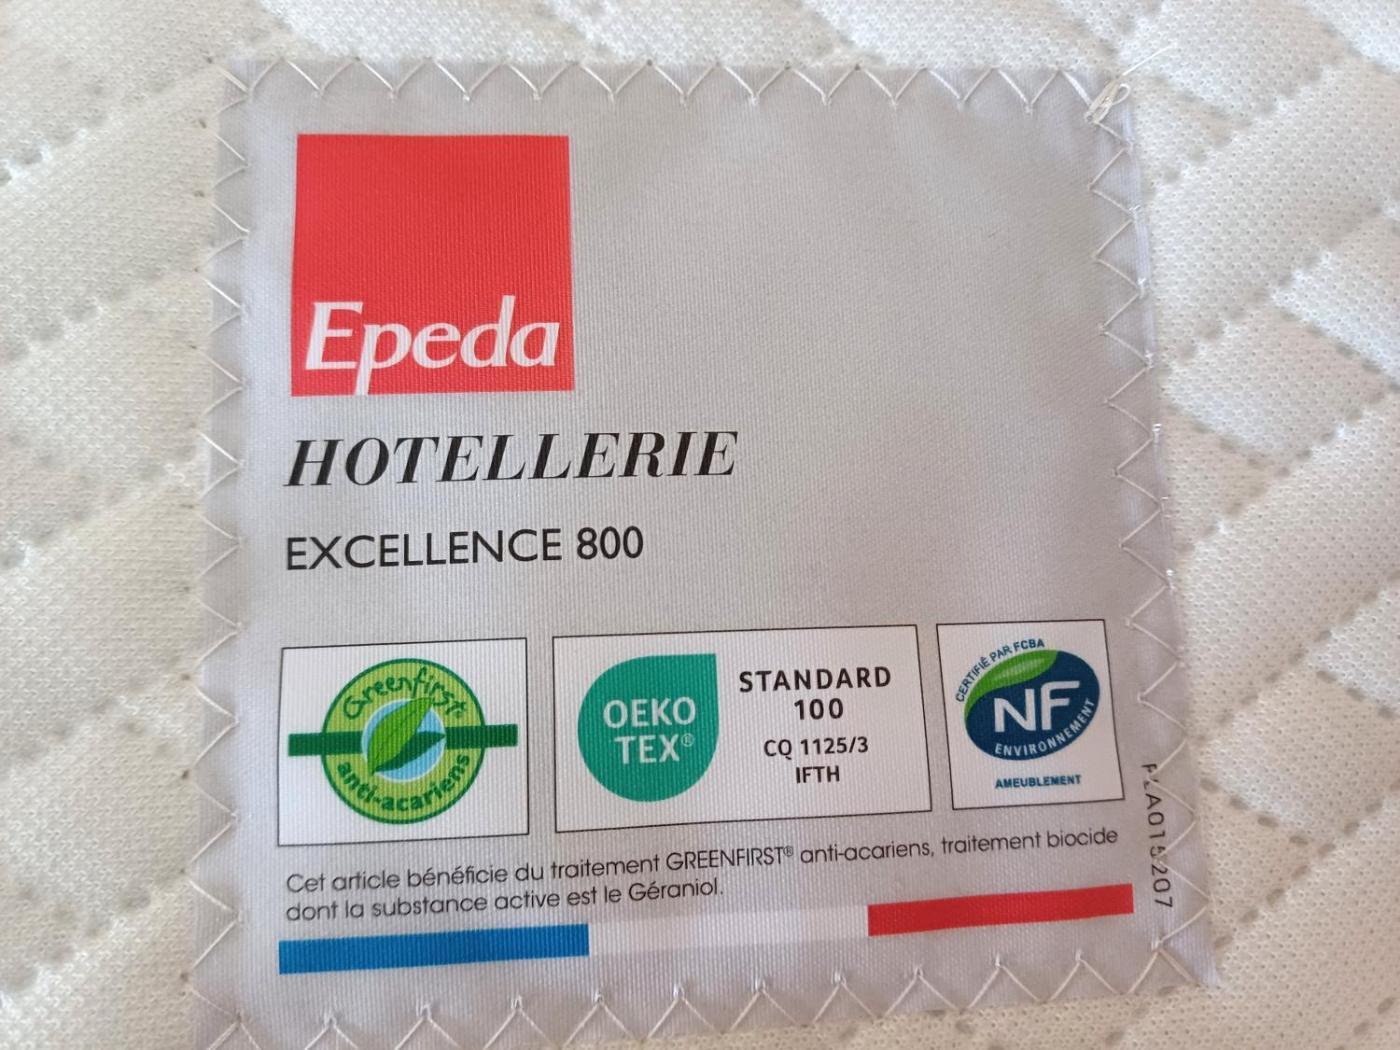 Epeda
HOTELLERIE
EXCELLENCE 800
Greenfirst®
anti-acariens
OEKO
TEX®
STANDARD
100
CQ 1125/3
IFTH
CERTIFIÉ PAR FCBA
NF
ENVIRONNEMENT
AMEUBLEMENT
Cet article bénéficie du traitement GREENFIRST® anti-acariens, traitement biocide
dont la substance active est le Géraniol.